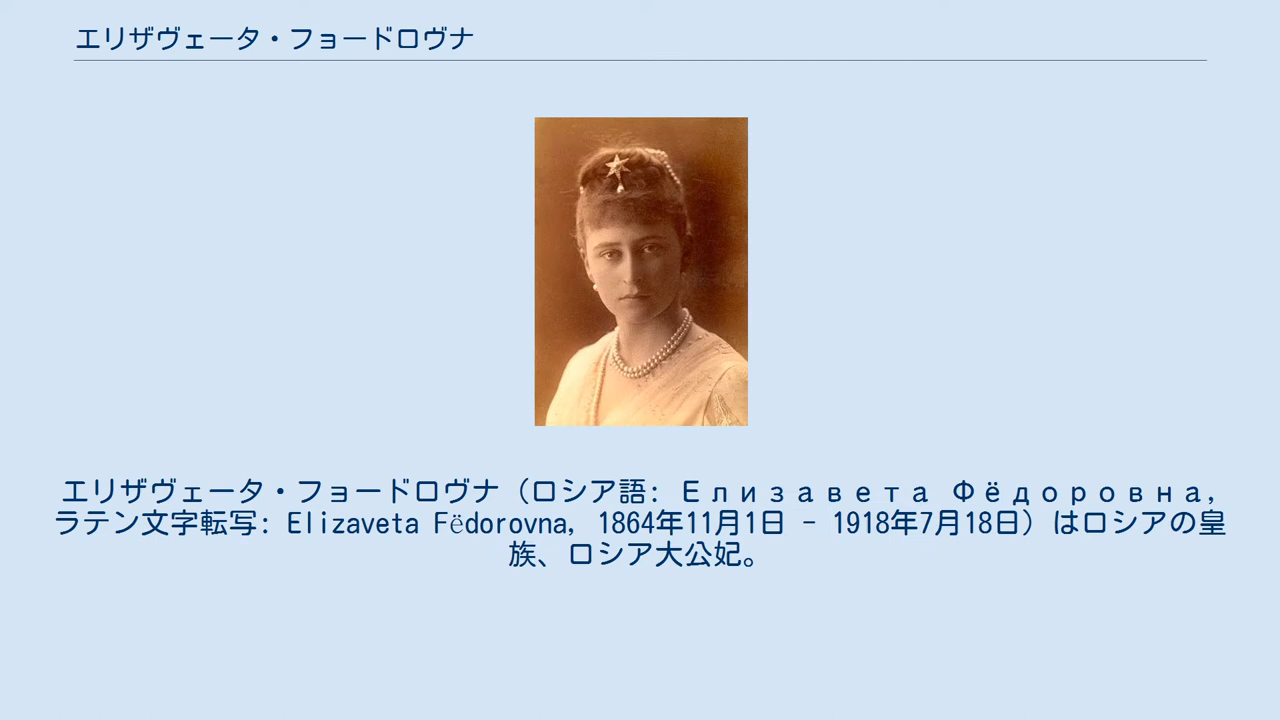 エリザヴェータ・フョードロヴナ
エリザヴェータ・フョードロヴナ（ロシア語: Елизавета Фёдоровна,
ラテン文字転写: Elizaveta Fëdorovna, 1864年11月1日 - 1918年7月18日）はロシアの皇
族、ロシア大公妃。